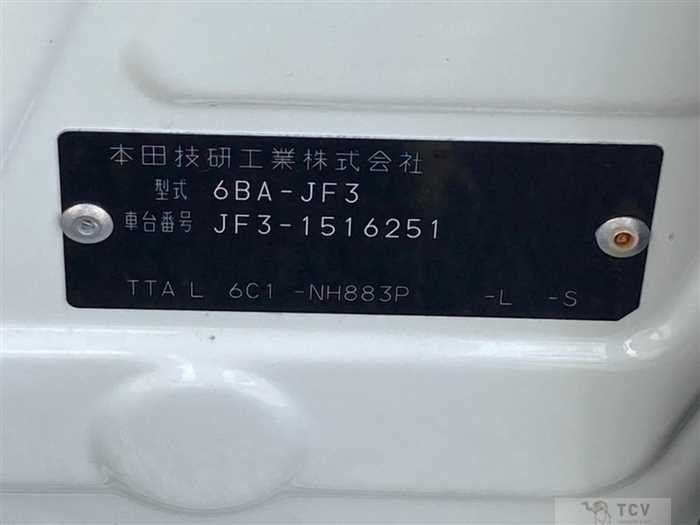 本田技研工業株式会社
型式 6BA-JF3
車台番号 JF3-1516251
TTA L 6C1 -NH883P -L -S
TCV